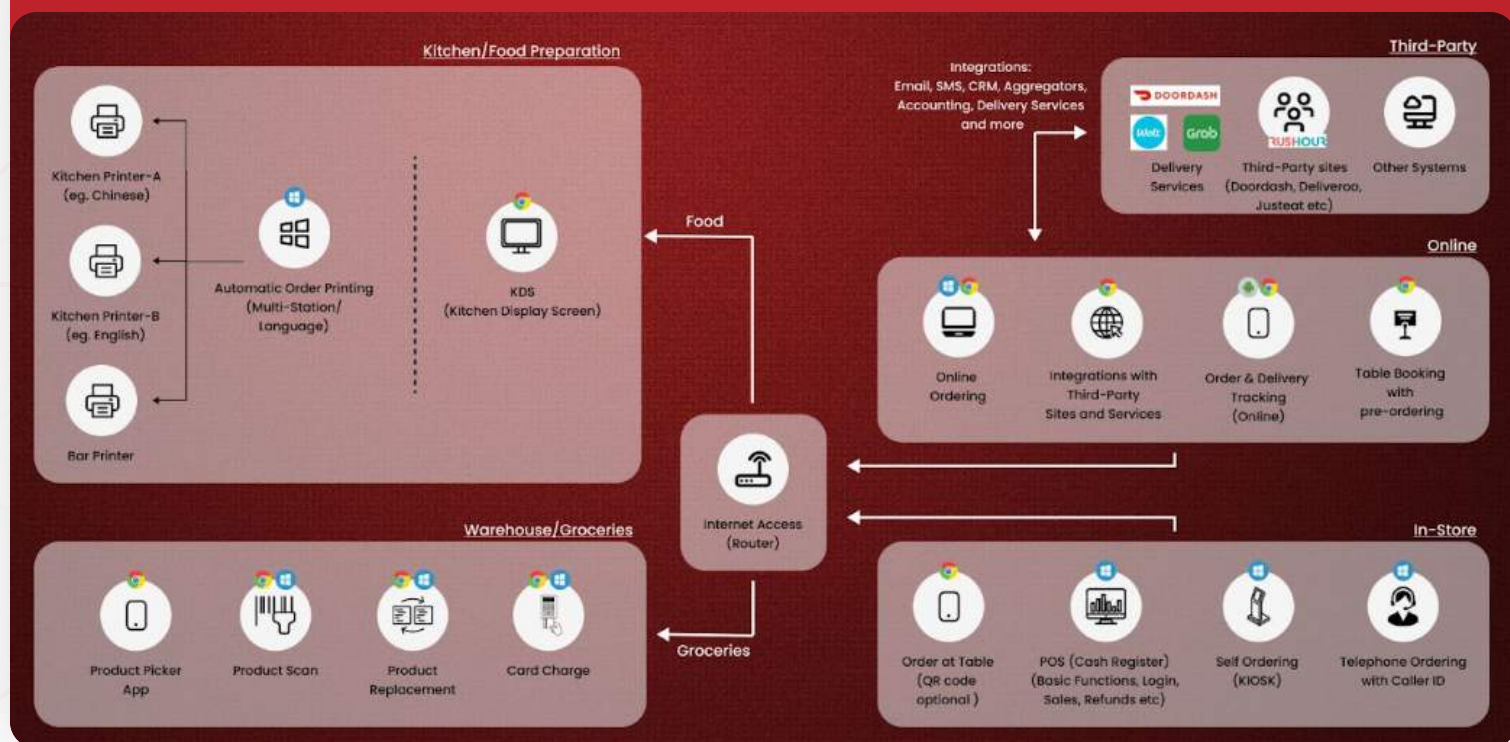 Kitchen/Food Preparation
Kitchen Printer-A
(eg. Chinese)
Kitchen Printer-B
(eg. English)
Bar Printer
Automatic Order Printing
(Multi-Station/
Language)
KDS
(Kitchen Display Screen)
Food
Integrations:
Email, SMS, CRM, Aggregators,
Accounting, Delivery Services
and more
Third-Party
DOORDASH
Wolt
Grab
RUSHOUR
Delivery
Services
Third-Party sites
(Doordash, Deliveroo,
Justeat etc)
Other Systems
Online
Online
Ordering
Integrations with
Third-Party
Sites and Services
Order & Delivery
Tracking
(Online)
Table Booking
with
pre-ordering
Internet Access
(Router)
Warehouse/Groceries
Product Picker
App
Product Scan
Product
Replacement
Card Charge
Groceries
In-Store
Order at Table
(QR code
optional )
POS (Cash Register)
(Basic Functions, Login,
Sales, Refunds etc)
Self Ordering
(KIOSK)
Telephone Ordering
with Caller ID